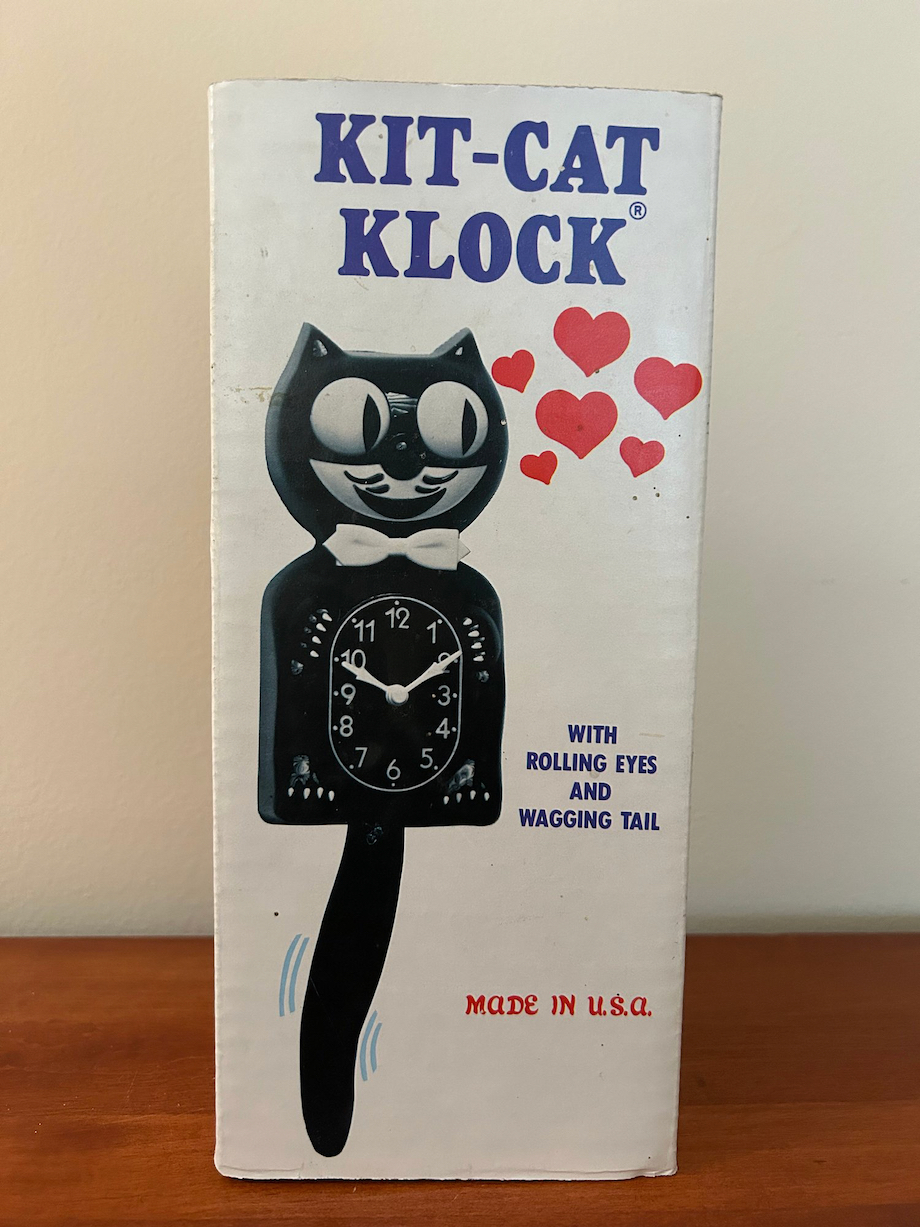 KIT-CAT
KLOCK®
12
11 1
10 2
9 3
8 4
7 5
6
WITH
ROLLING EYES
AND
WAGGING TAIL
MADE IN U.S.A.